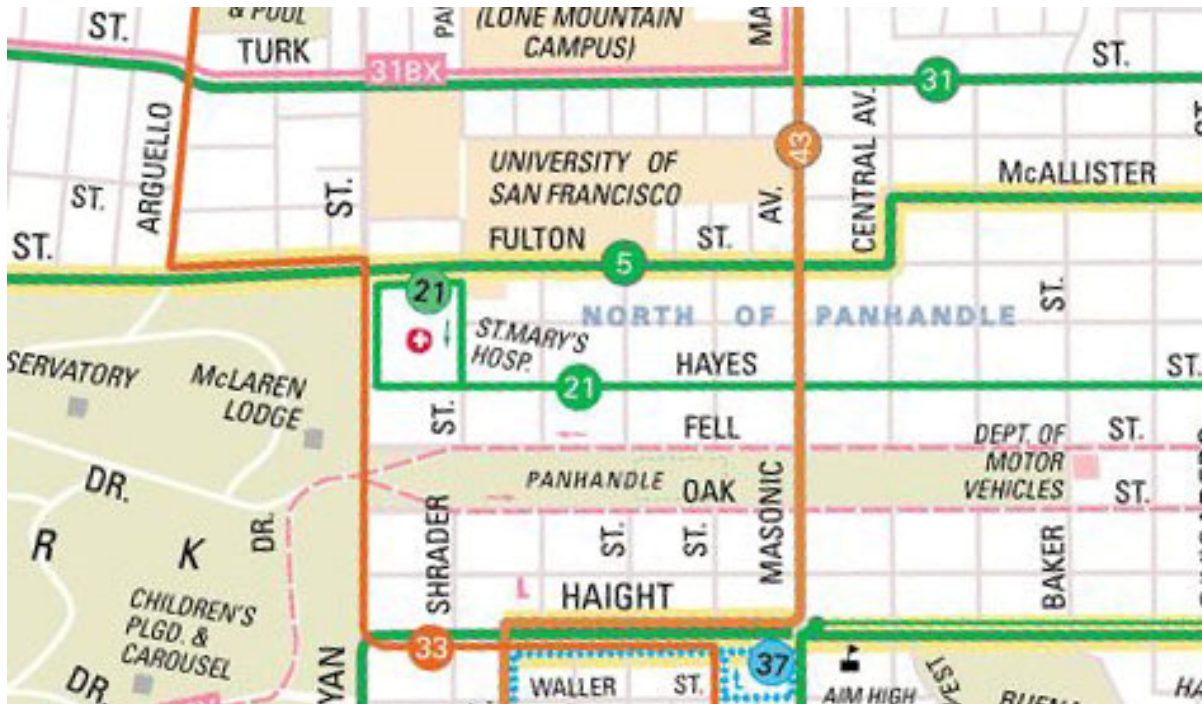 ST.
& POOL
TURK
PA
(LONE MOUNTAIN
CAMPUS)
MA
31BX
31
ST.
ARGUELLO
ST.
ST.
ST.
UNIVERSITY OF
SAN FRANCISCO
43
AV.
CENTRAL AV.
McALLISTER
ST.
FULTON
ST.
5
21
ST.MARY'S
HOSP.
NORTH OF PANHANDLE
ST.
HAYES
21
ST.
SERVATORY
McLAREN
LODGE
ST.
FELL
DEPT. OF
MOTOR
VEHICLES
ST.
PANHANDLE
OAK
ST.
MASONIC
DR.
DR.
R K
SHRADER
ST.
ST.
BAKER
CHILDREN'S
PLGD. &
CAROUSEL
L
HAIGHT
33
37
L
DR.
YAN
WALLER
ST.
AIM HIGH
EST
BUENA
HA